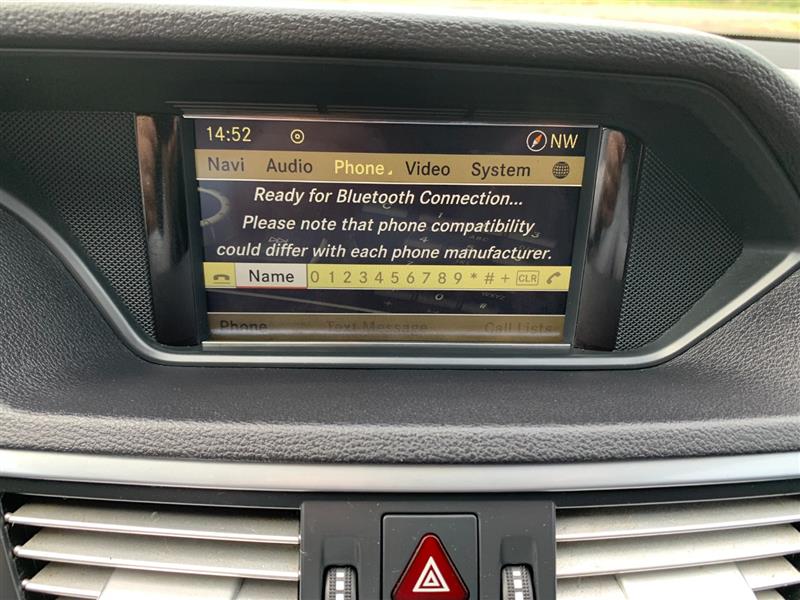 14:52 NW
Navi Audio Phone Video System
Ready for Bluetooth Connection...
Please note that phone compatibility
could differ with each phone manufacturer.
Name 0 1 2 3 4 5 6 7 8 9 * # + CLR
Phone Text Message Call Lists